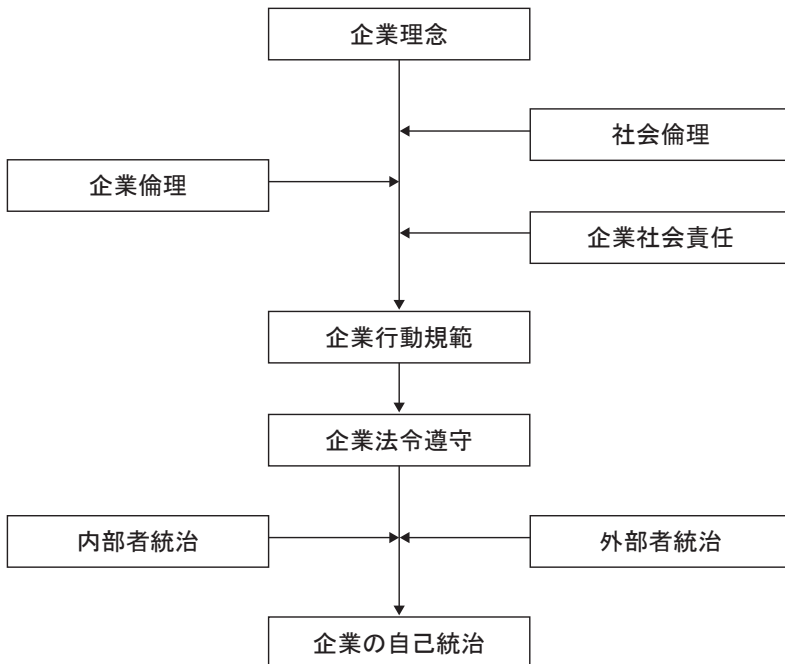 企業理念
社会倫理
企業倫理
企業社会責任
企業行動規範
企業法令遵守
内部者統治
外部者統治
企業の自己統治